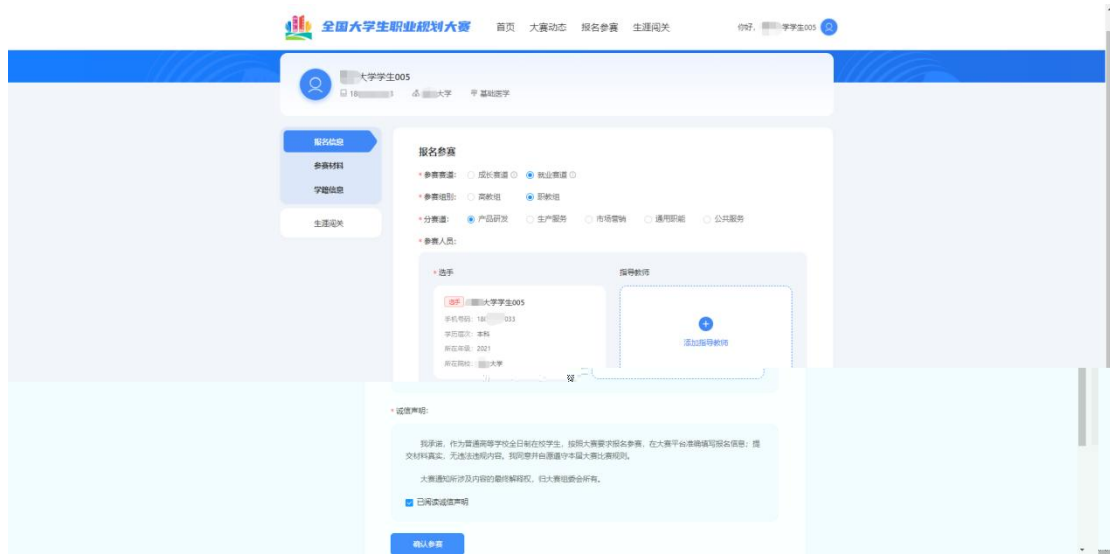 全国大学生职业规划大赛 首页 大赛动态 报名参赛 生涯闯关 你好, 学学生005
大学学生005
18 3 大学 基础医学
报名信息
参赛材料
学籍信息
生涯闯关
报名参赛
* 参赛赛道: 成长赛道 就业赛道
* 参赛组别: 高教组 职教组
* 分赛道: 产品研发 生产服务 市场营销 通用职能 公共服务
* 参赛人员:
* 选手 指导教师
选手 大学学生005
手机号码: 18 033
学历层次: 本科
所在年级: 2021
所在院校: 大学
添加指导教师
* 诚信声明:
我承诺,作为普通高等学校全日制在校学生,按照大赛要求报名参赛,在大赛平台准确填写报名信息;提
交材料真实、无违法违规内容。我同意并自愿遵守本届大赛比赛规则。
大赛通知所涉及内容的最终解释权,归大赛组委会所有。
已阅读诚信声明
确认参赛